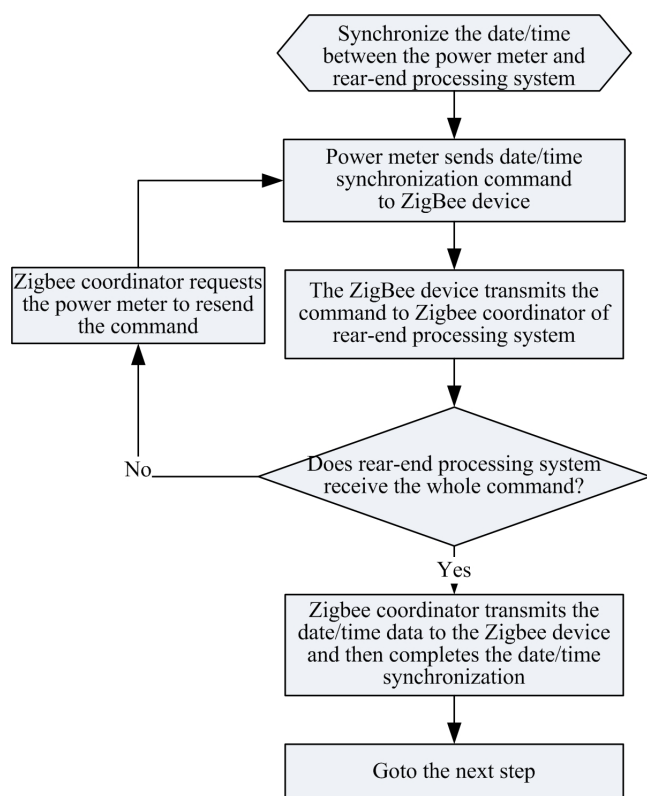 Synchronize the date/time
between the power meter and
rear-end processing system
Power meter sends date/time
synchronization command
to ZigBee device
Zigbee coordinator requests
the power meter to resend
the command
The ZigBee device transmits the
command to Zigbee coordinator of
rear-end processing system
Does rear-end processing system
receive the whole command?
No
Yes
Zigbee coordinator transmits the
date/time data to the Zigbee device
and then completes the date/time
synchronization
Goto the next step